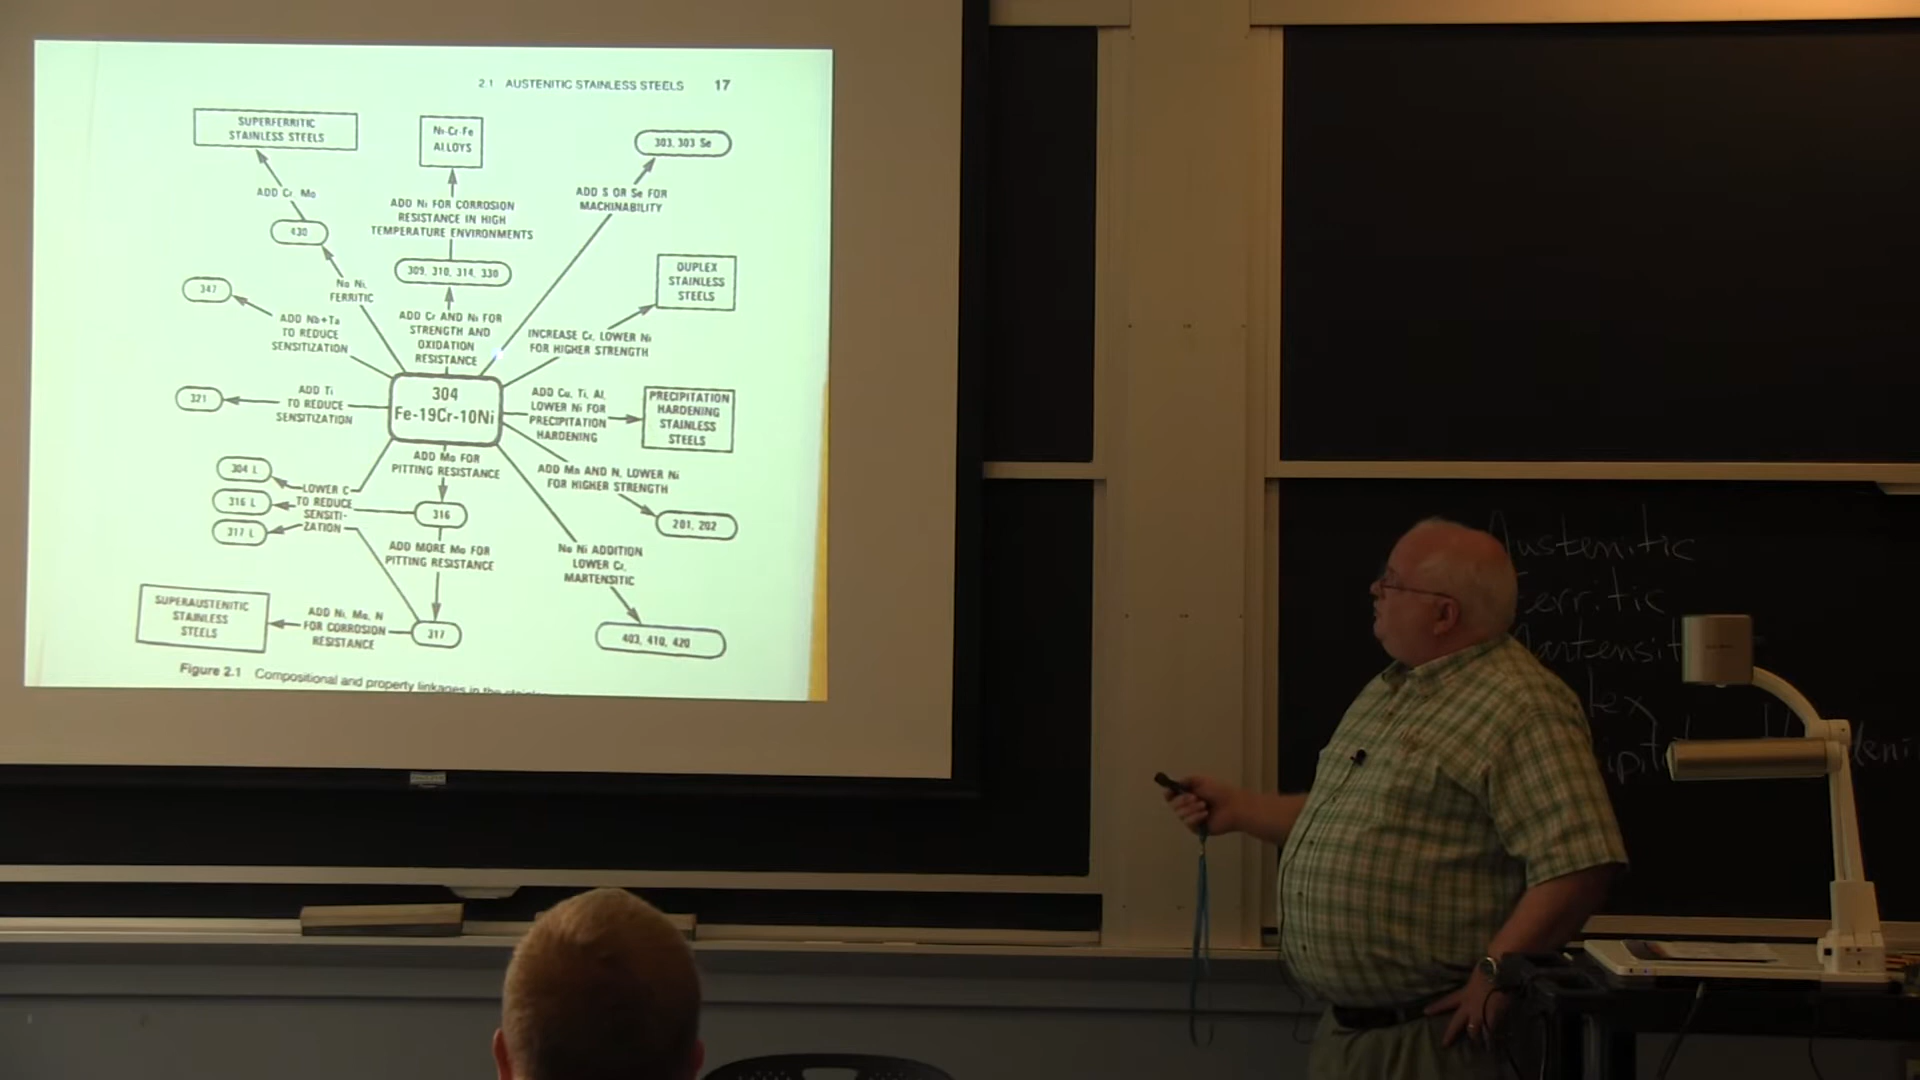 2.1 AUSTENITIC STAINLESS STEELS 17
SUPERFERRITIC
STAINLESS STEELS
Ni-Cr-Fe
ALLOYS
303, 303 Se
ADD Cr, Mo
ADD Ni FOR CORROSION
RESISTANCE IN HIGH
TEMPERATURE ENVIRONMENTS
ADD S OR Se FOR
MACHINABILITY
430
309, 310, 314, 330
DUPLEX
STAINLESS
STEELS
347
No Ni,
FERRITIC
ADD Nb+Ta
TO REDUCE
SENSITIZATION
ADD Cr AND Ni FOR
STRENGTH AND
OXIDATION
RESISTANCE
INCREASE Cr, LOWER Ni
FOR HIGHER STRENGTH
304
Fe-19Cr-10Ni
321
ADD Ti
TO REDUCE
SENSITIZATION
ADD Cu, Ti, Al,
LOWER Ni FOR
PRECIPITATION
HARDENING
PRECIPITATION
HARDENING
STAINLESS
STEELS
ADD Mo FOR
PITTING RESISTANCE
ADD Mn AND N, LOWER Ni
FOR HIGHER STRENGTH
304 L
316 L
317 L
LOWER C
TO REDUCE
SENSITI-
ZATION
316
201, 202
ADD MORE Mo FOR
PITTING RESISTANCE
No Ni ADDITION
LOWER Cr,
MARTENSITIC
SUPERAUSTENITIC
STAINLESS
STEELS
ADD Ni, Mo, N
FOR CORROSION
RESISTANCE
317
403, 410, 420
Figure 2.1 Compositional and property linkages in the
Austenitic